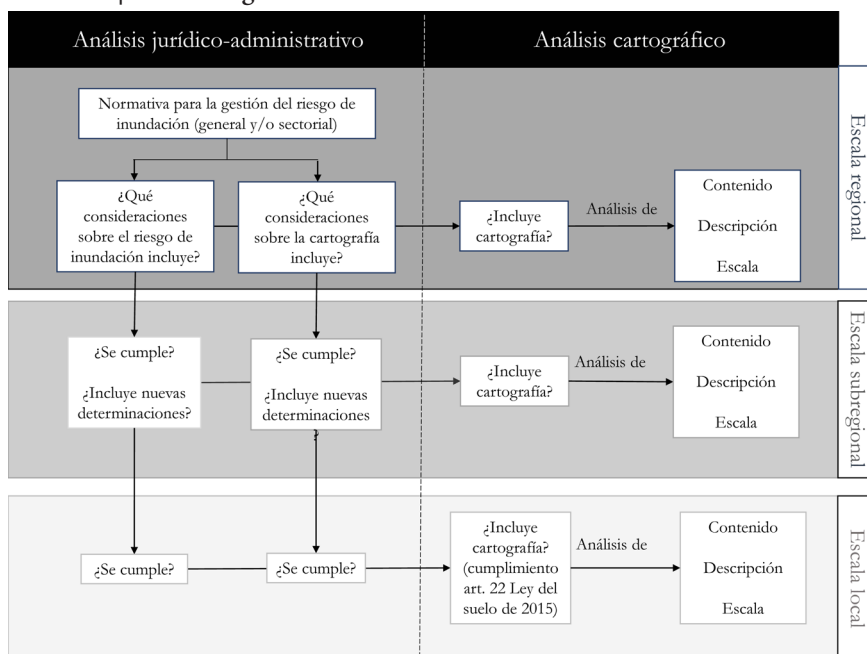 Análisis jurídico-administrativo
Análisis cartográfico
Normativa para la gestión del riesgo de
inundación (general y/o sectorial)
¿Qué
consideraciones
sobre el riesgo de
inundación incluye?
¿Qué
consideraciones
sobre la cartografía
incluye?
¿Incluye
cartografía?
Análisis de
Contenido
Descripción
Escala
Escala regional
¿Se cumple?
¿Incluye nuevas
determinaciones?
¿Se cumple?
¿Incluye nuevas
determinaciones
?
¿Incluye
cartografía?
Análisis de
Contenido
Descripción
Escala
Escala subregional
¿Se cumple?
¿Se cumple?
¿Incluye
cartografía?
(cumplimiento
art. 22 Ley del
suelo de 2015)
Análisis de
Contenido
Descripción
Escala
Escala local